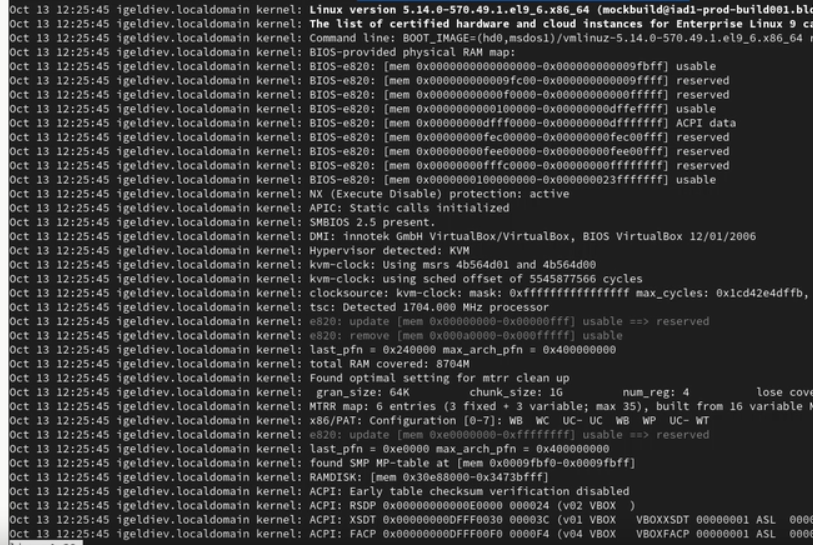 Oct 13 12:25:45 igeldiev.localdomain kernel: Linux version 5.14.0-570.49.1.el9_6.x86_64 (mockbuild@iad1-prod-build001.bl
Oct 13 12:25:45 igeldiev.localdomain kernel: The list of certified hardware and cloud instances for Enterprise Linux 9 ca
Oct 13 12:25:45 igeldiev.localdomain kernel: Command line: BOOT_IMAGE=(hd0,msdos1)/vmlinuz-5.14.0-570.49.1.el9_6.x86_64 r
Oct 13 12:25:45 igeldiev.localdomain kernel: BIOS-provided physical RAM map:
Oct 13 12:25:45 igeldiev.localdomain kernel: BIOS-e820: [mem 0x0000000000000000-0x000000000009fbff] usable
Oct 13 12:25:45 igeldiev.localdomain kernel: BIOS-e820: [mem 0x000000000009fc00-0x000000000009ffff] reserved
Oct 13 12:25:45 igeldiev.localdomain kernel: BIOS-e820: [mem 0x00000000000f0000-0x00000000000fffff] reserved
Oct 13 12:25:45 igeldiev.localdomain kernel: BIOS-e820: [mem 0x0000000000100000-0x00000000dffeffff] usable
Oct 13 12:25:45 igeldiev.localdomain kernel: BIOS-e820: [mem 0x00000000dfff0000-0x00000000dfffffff] ACPI data
Oct 13 12:25:45 igeldiev.localdomain kernel: BIOS-e820: [mem 0x00000000fec00000-0x00000000fec00fff] reserved
Oct 13 12:25:45 igeldiev.localdomain kernel: BIOS-e820: [mem 0x00000000fee00000-0x00000000fee00fff] reserved
Oct 13 12:25:45 igeldiev.localdomain kernel: BIOS-e820: [mem 0x00000000fffc0000-0x00000000ffffffff] reserved
Oct 13 12:25:45 igeldiev.localdomain kernel: BIOS-e820: [mem 0x0000000100000000-0x000000023fffffff] usable
Oct 13 12:25:45 igeldiev.localdomain kernel: NX (Execute Disable) protection: active
Oct 13 12:25:45 igeldiev.localdomain kernel: APIC: Static calls initialized
Oct 13 12:25:45 igeldiev.localdomain kernel: SMBIOS 2.5 present.
Oct 13 12:25:45 igeldiev.localdomain kernel: DMI: innotek GmbH VirtualBox/VirtualBox, BIOS VirtualBox 12/01/2006
Oct 13 12:25:45 igeldiev.localdomain kernel: Hypervisor detected: KVM
Oct 13 12:25:45 igeldiev.localdomain kernel: kvm-clock: Using msrs 4b564d01 and 4b564d00
Oct 13 12:25:45 igeldiev.localdomain kernel: kvm-clock: using sched offset of 5545877566 cycles
Oct 13 12:25:45 igeldiev.localdomain kernel: clocksource: kvm-clock: mask: 0xffffffffffffffff max_cycles: 0x1cd42e4dffb,
Oct 13 12:25:45 igeldiev.localdomain kernel: tsc: Detected 1704.000 MHz processor
Oct 13 12:25:45 igeldiev.localdomain kernel: e820: update [mem 0x00000000-0x00000fff] usable ==> reserved
Oct 13 12:25:45 igeldiev.localdomain kernel: e820: remove [mem 0x000a0000-0x000fffff] usable
Oct 13 12:25:45 igeldiev.localdomain kernel: last_pfn = 0x240000 max_arch_pfn = 0x400000000
Oct 13 12:25:45 igeldiev.localdomain kernel: total RAM covered: 8704M
Oct 13 12:25:45 igeldiev.localdomain kernel: Found optimal setting for mtrr clean up
Oct 13 12:25:45 igeldiev.localdomain kernel: gran_size: 64K chunk_size: 1G num_reg: 4 lose cove
Oct 13 12:25:45 igeldiev.localdomain kernel: MTRR map: 6 entries (3 fixed + 3 variable; max 35), built from 16 variable M
Oct 13 12:25:45 igeldiev.localdomain kernel: x86/PAT: Configuration [0-7]: WB WC UC- UC WB WP UC- WT
Oct 13 12:25:45 igeldiev.localdomain kernel: e820: update [mem 0xe0000000-0xffffffff] usable ==> reserved
Oct 13 12:25:45 igeldiev.localdomain kernel: last_pfn = 0xe0000 max_arch_pfn = 0x400000000
Oct 13 12:25:45 igeldiev.localdomain kernel: found SMP MP-table at [mem 0x0009fbf0-0x0009fbff]
Oct 13 12:25:45 igeldiev.localdomain kernel: RAMDISK: [mem 0x30e88000-0x3473bfff]
Oct 13 12:25:45 igeldiev.localdomain kernel: ACPI: Early table checksum verification disabled
Oct 13 12:25:45 igeldiev.localdomain kernel: ACPI: RSDP 0x00000000000E0000 000024 (v02 VBOX )
Oct 13 12:25:45 igeldiev.localdomain kernel: ACPI: XSDT 0x00000000DFFF0030 00003C (v01 VBOX VBOXXSDT 00000001 ASL 000
Oct 13 12:25:45 igeldiev.localdomain kernel: ACPI: FACP 0x00000000DFFF00F0 0000F4 (v04 VBOX VBOXFACP 00000001 ASL 000